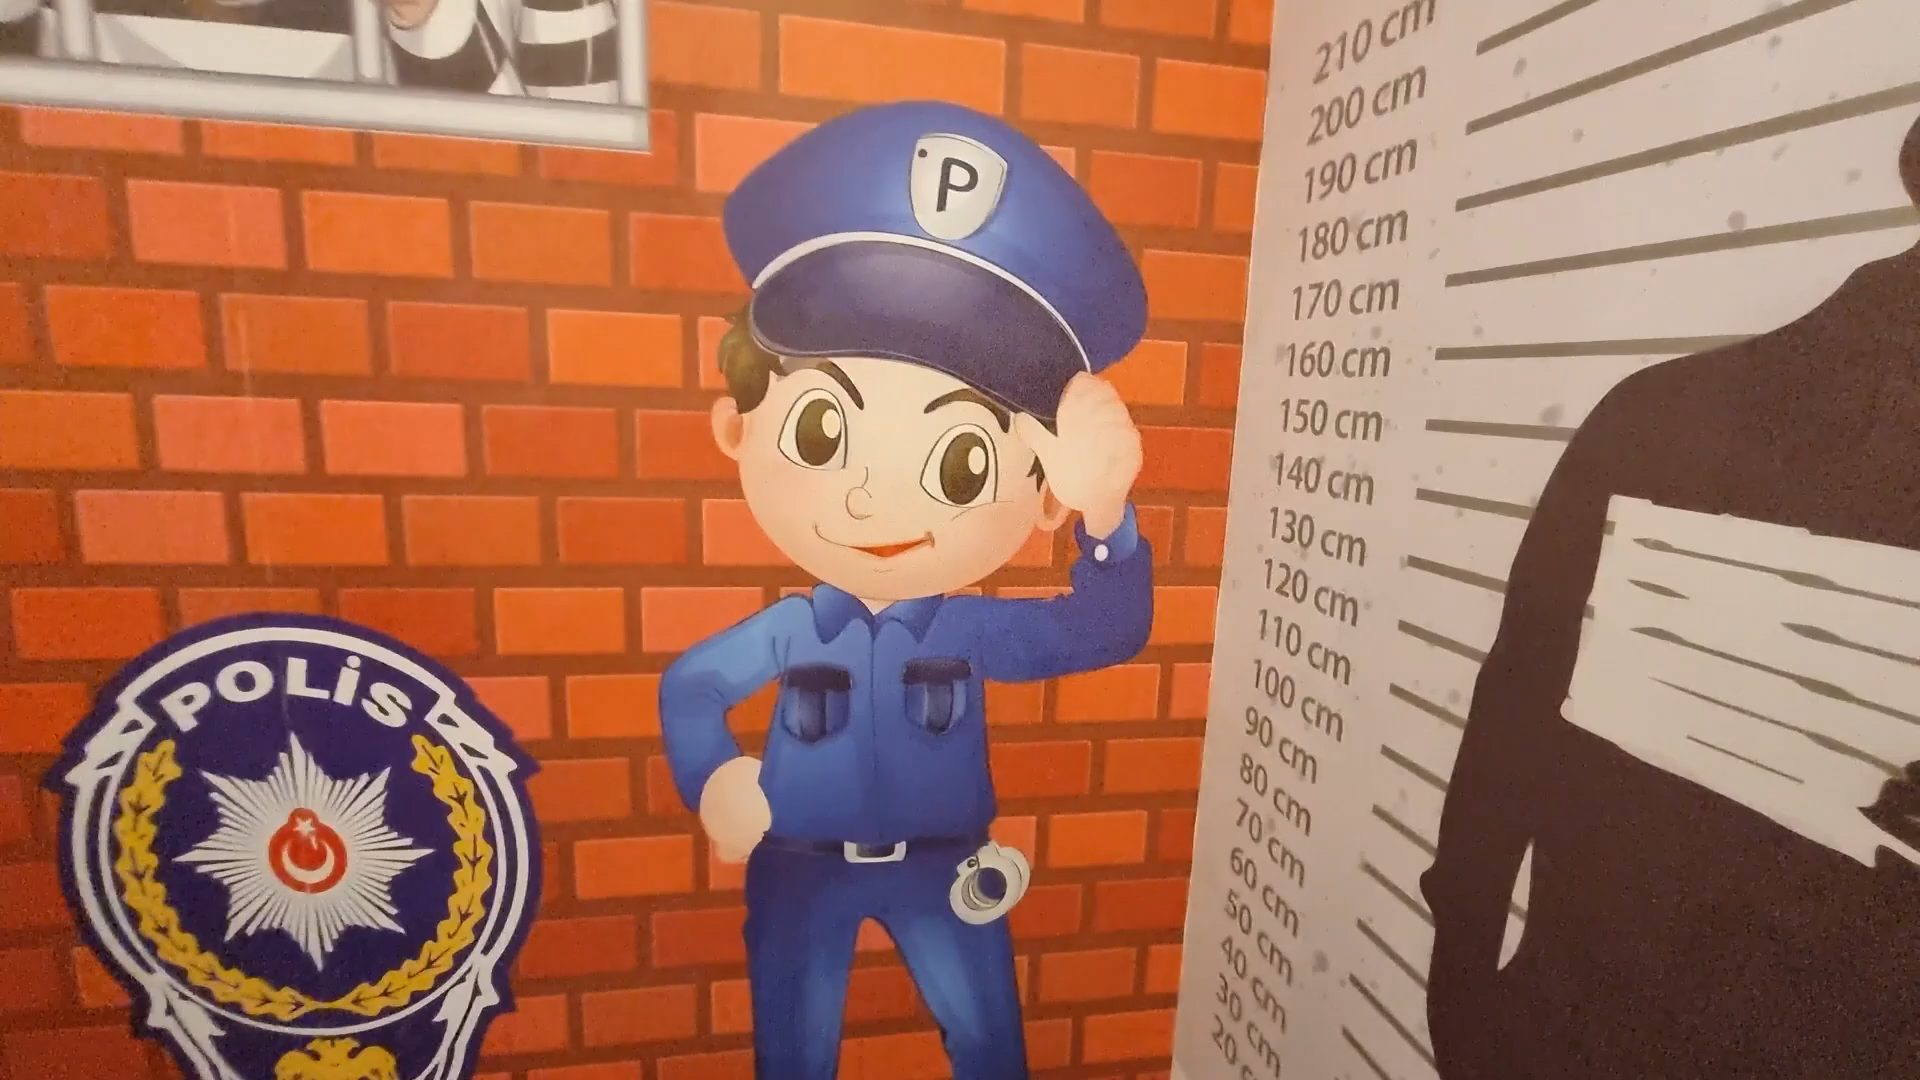 P
POLİS
210 cm
200 cm
190 cm
180 cm
170 cm
160 cm
150 cm
140 cm
130 cm
120 cm
110 cm
100 cm
90 cm
80 cm
70 cm
60 cm
50 cm
40 cm
30 cm
20 c